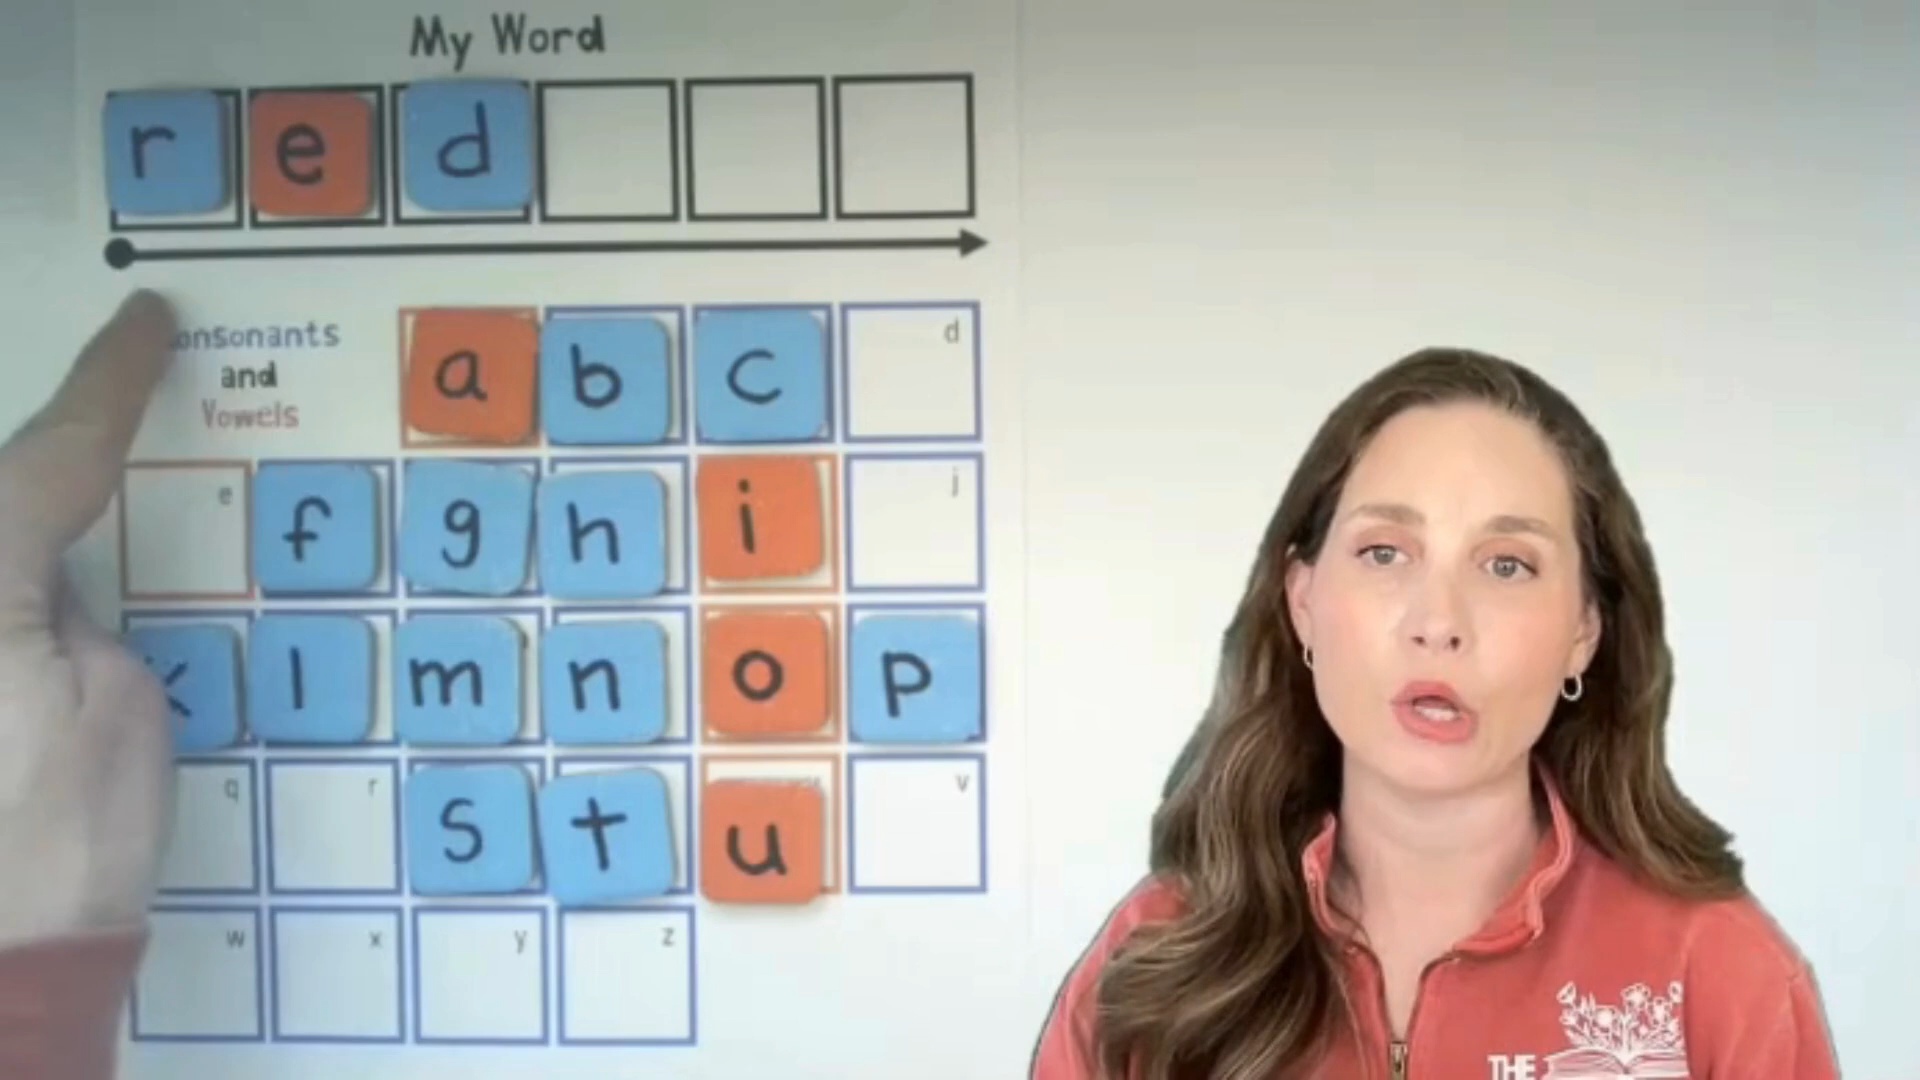 My Word
r e d
onsonants
and
Vowels
a b c d
e f g h i j
k l m n o p
q r s t u v
w x y z
THE